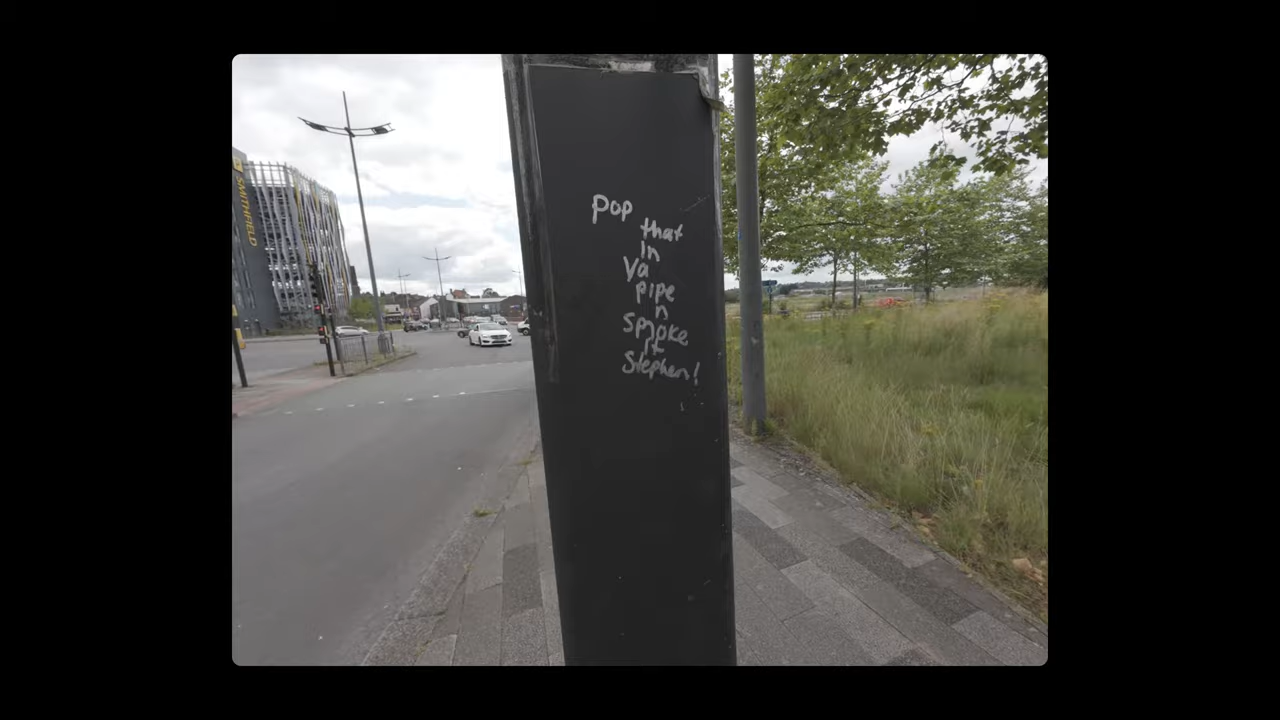 SMITHFIELD
Pop
that
In
Ya
pipe
n
smoke
it
Stephen!